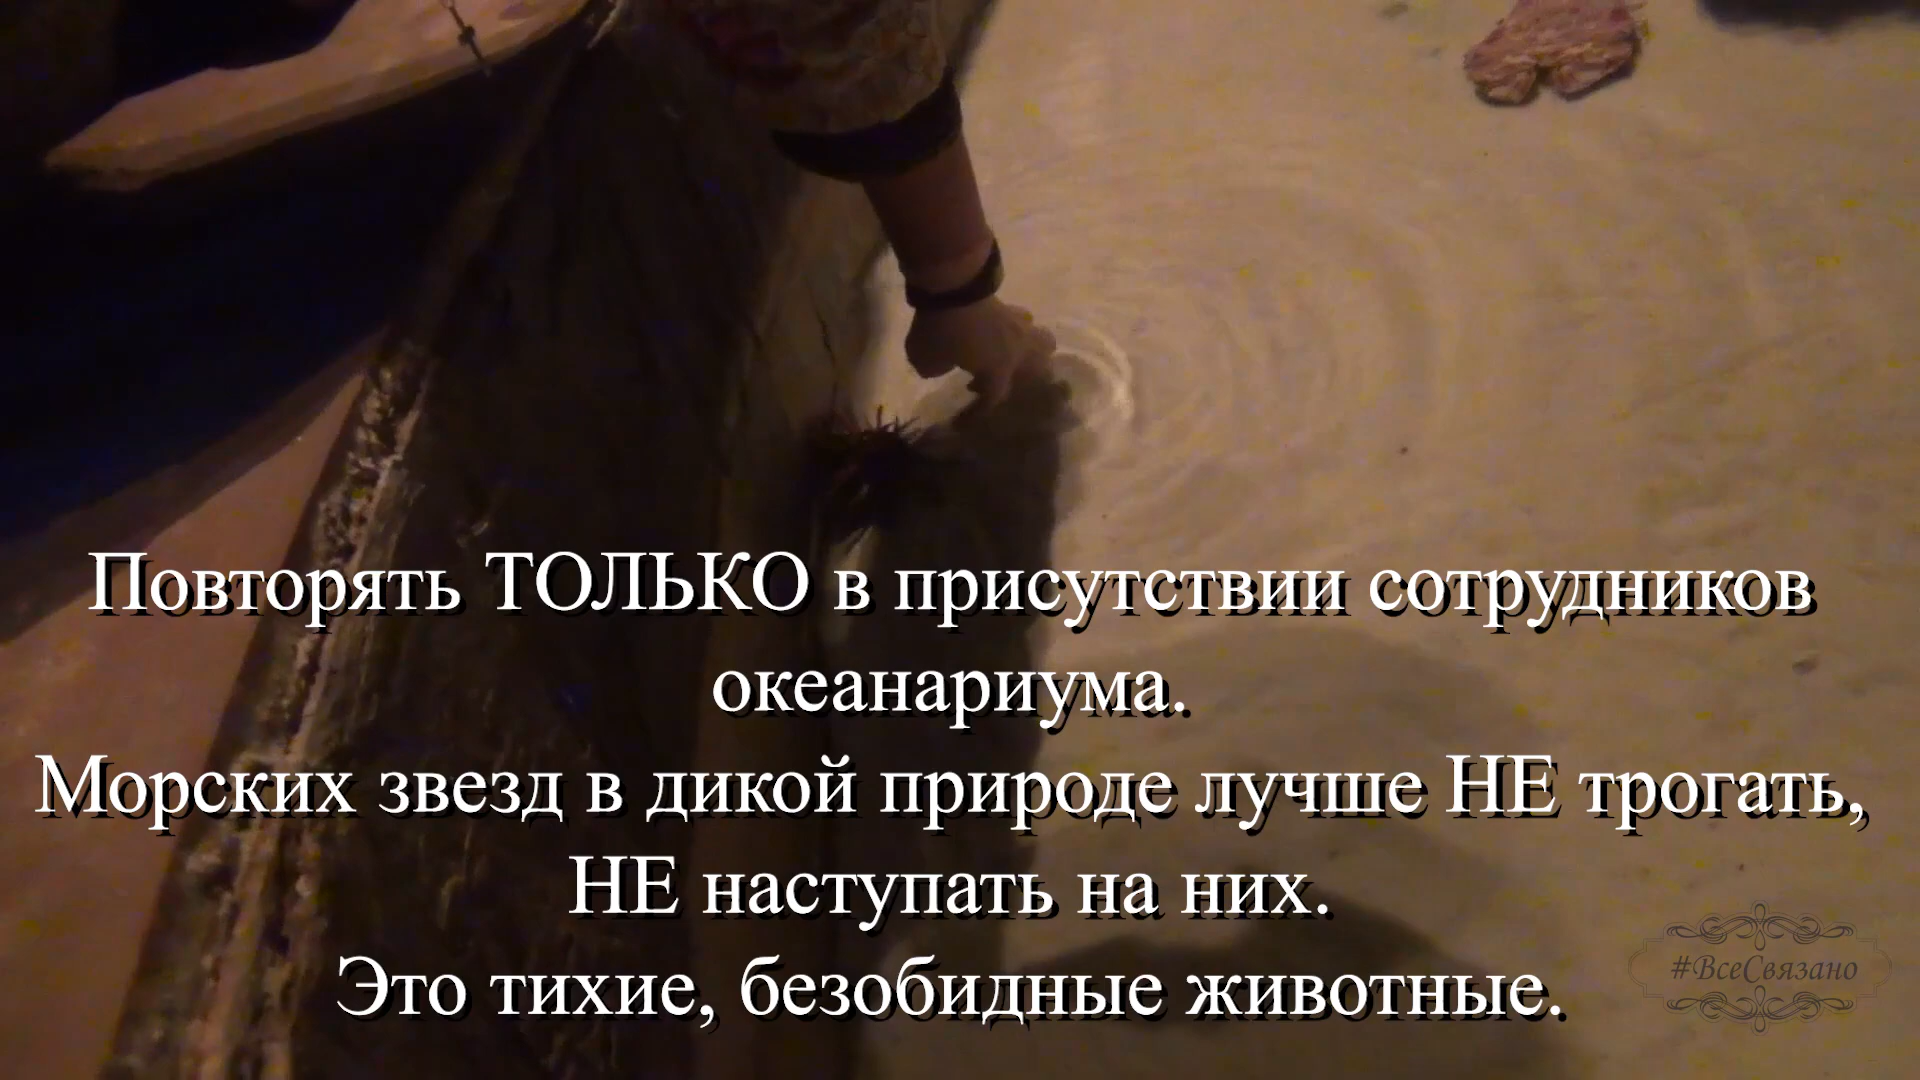 Повторять ТОЛЬКО в присутствии сотрудников
океанариума.
Морских звезд в дикой природе лучше НЕ трогать,
НЕ наступать на них.
Это тихие, безобидные животные.
#ВсеСвязано